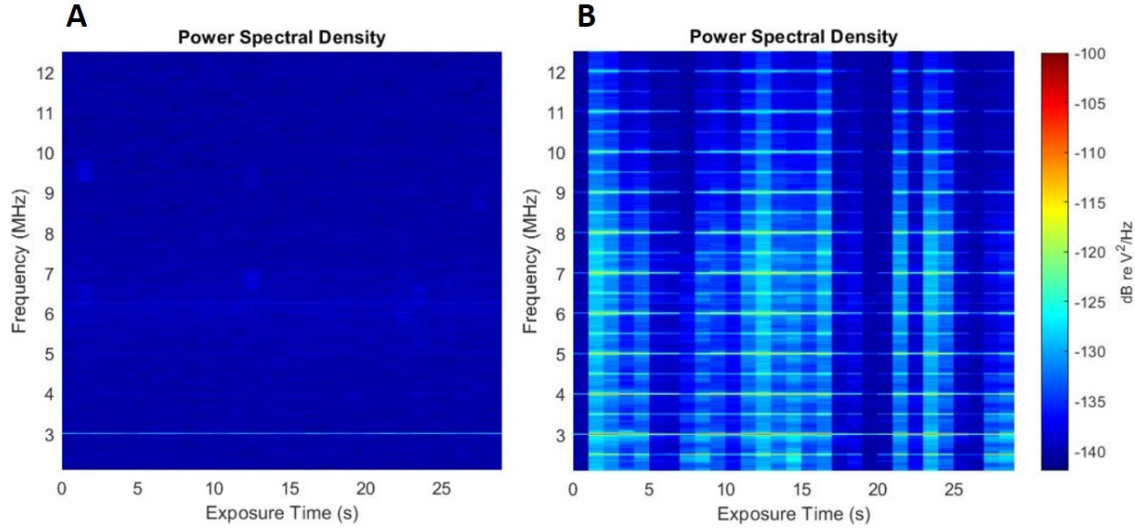 A
Power Spectral Density
12
11
10
9
8
7
6
5
4
3
Frequency (MHz)
0 5 10 15 20 25
Exposure Time (s)
B
Power Spectral Density
12
11
10
9
8
7
6
5
4
3
Frequency (MHz)
0 5 10 15 20 25
Exposure Time (s)
-100
-105
-110
-115
-120
-125
-130
-135
-140
dB re V²/Hz